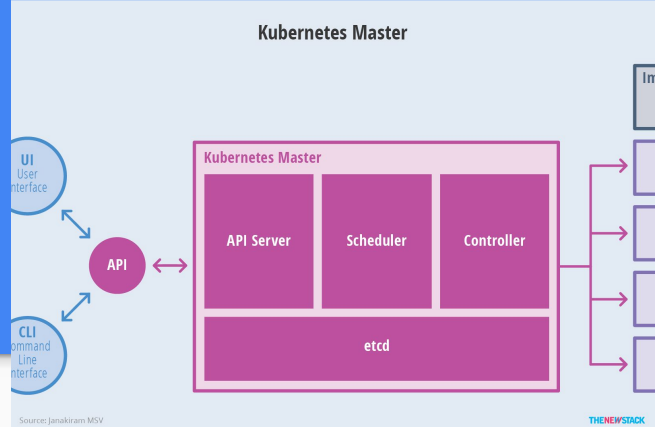 Kubernetes Master
Im
UI
User
nterface
API
CLI
ommand
Line
nterface
Kubernetes Master
API Server
Scheduler
Controller
etcd
Source: Janakiram MSV
THENEWSTACK